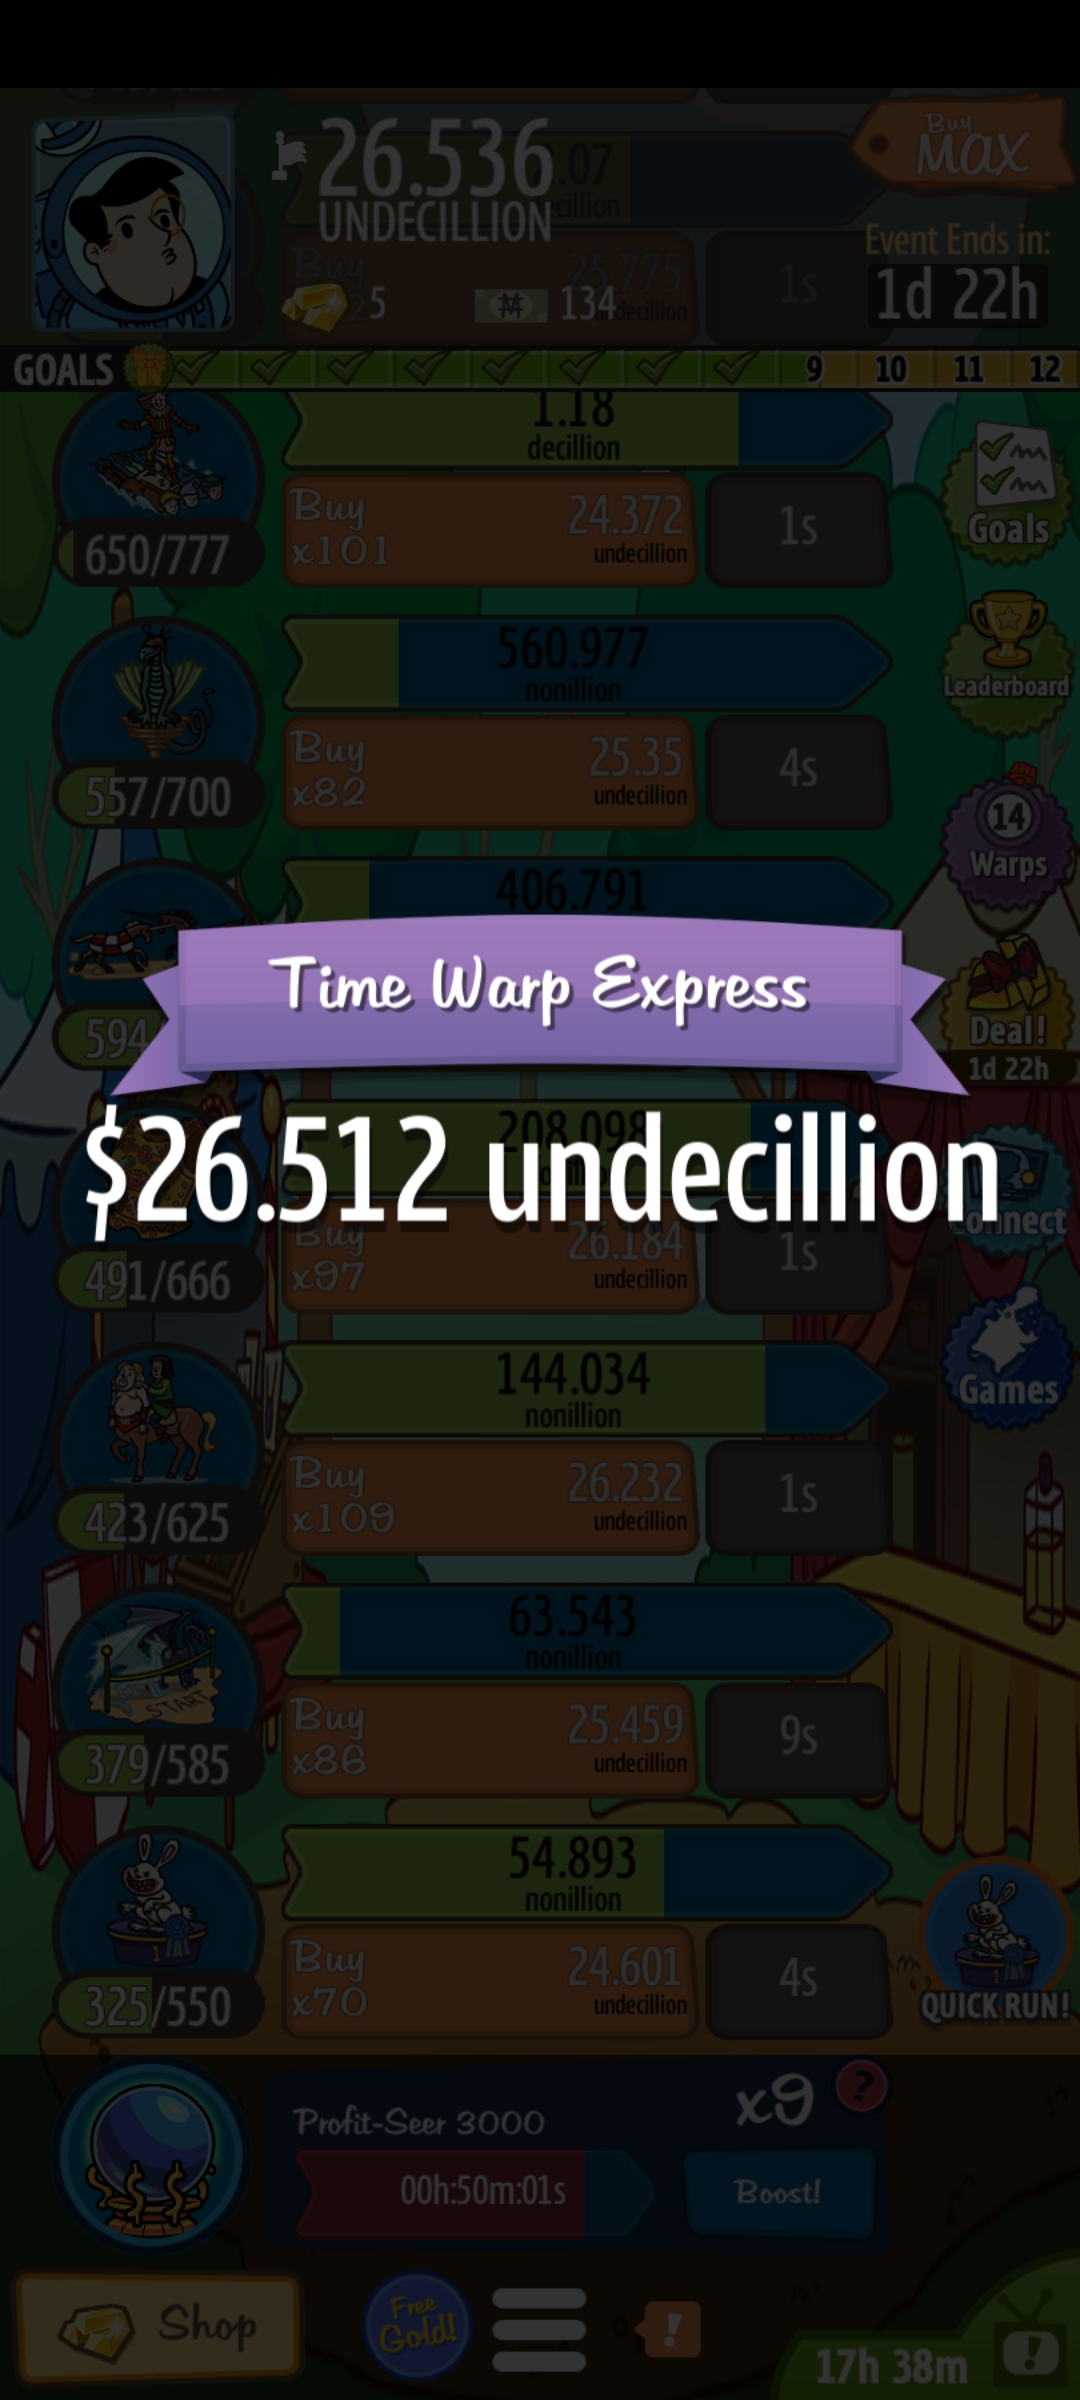 26.536
UNDECILLION
Buy
MAX
Event Ends in:
1d 22h
25.775
1s
5
134
GOALS 9 10 11 12
1.18
decillion
Buy
x101
24.372
undecillion
1s
650/777
Goals
560.977
nonillion
Leaderboard
Buy
x82
25.35
undecillion
4s
557/700
14
Warps
406.791
Time Warp Express
594
Deal!
1d 22h
208.098
$26.512 undecillion
Connect
Buy
x97
26.184
undecillion
1s
491/666
144.034
nonillion
Games
Buy
x109
26.232
undecillion
1s
423/625
63.543
nonillion
START
Buy
x86
25.459
undecillion
9s
379/585
54.893
nonillion
1
Buy
x70
24.601
undecillion
4s
325/550
1
QUICK RUN!
Profit-Seer 3000
x9
?
00h:50m:01s
Boost!
Shop
Free
Gold!
!
17h 38m
!